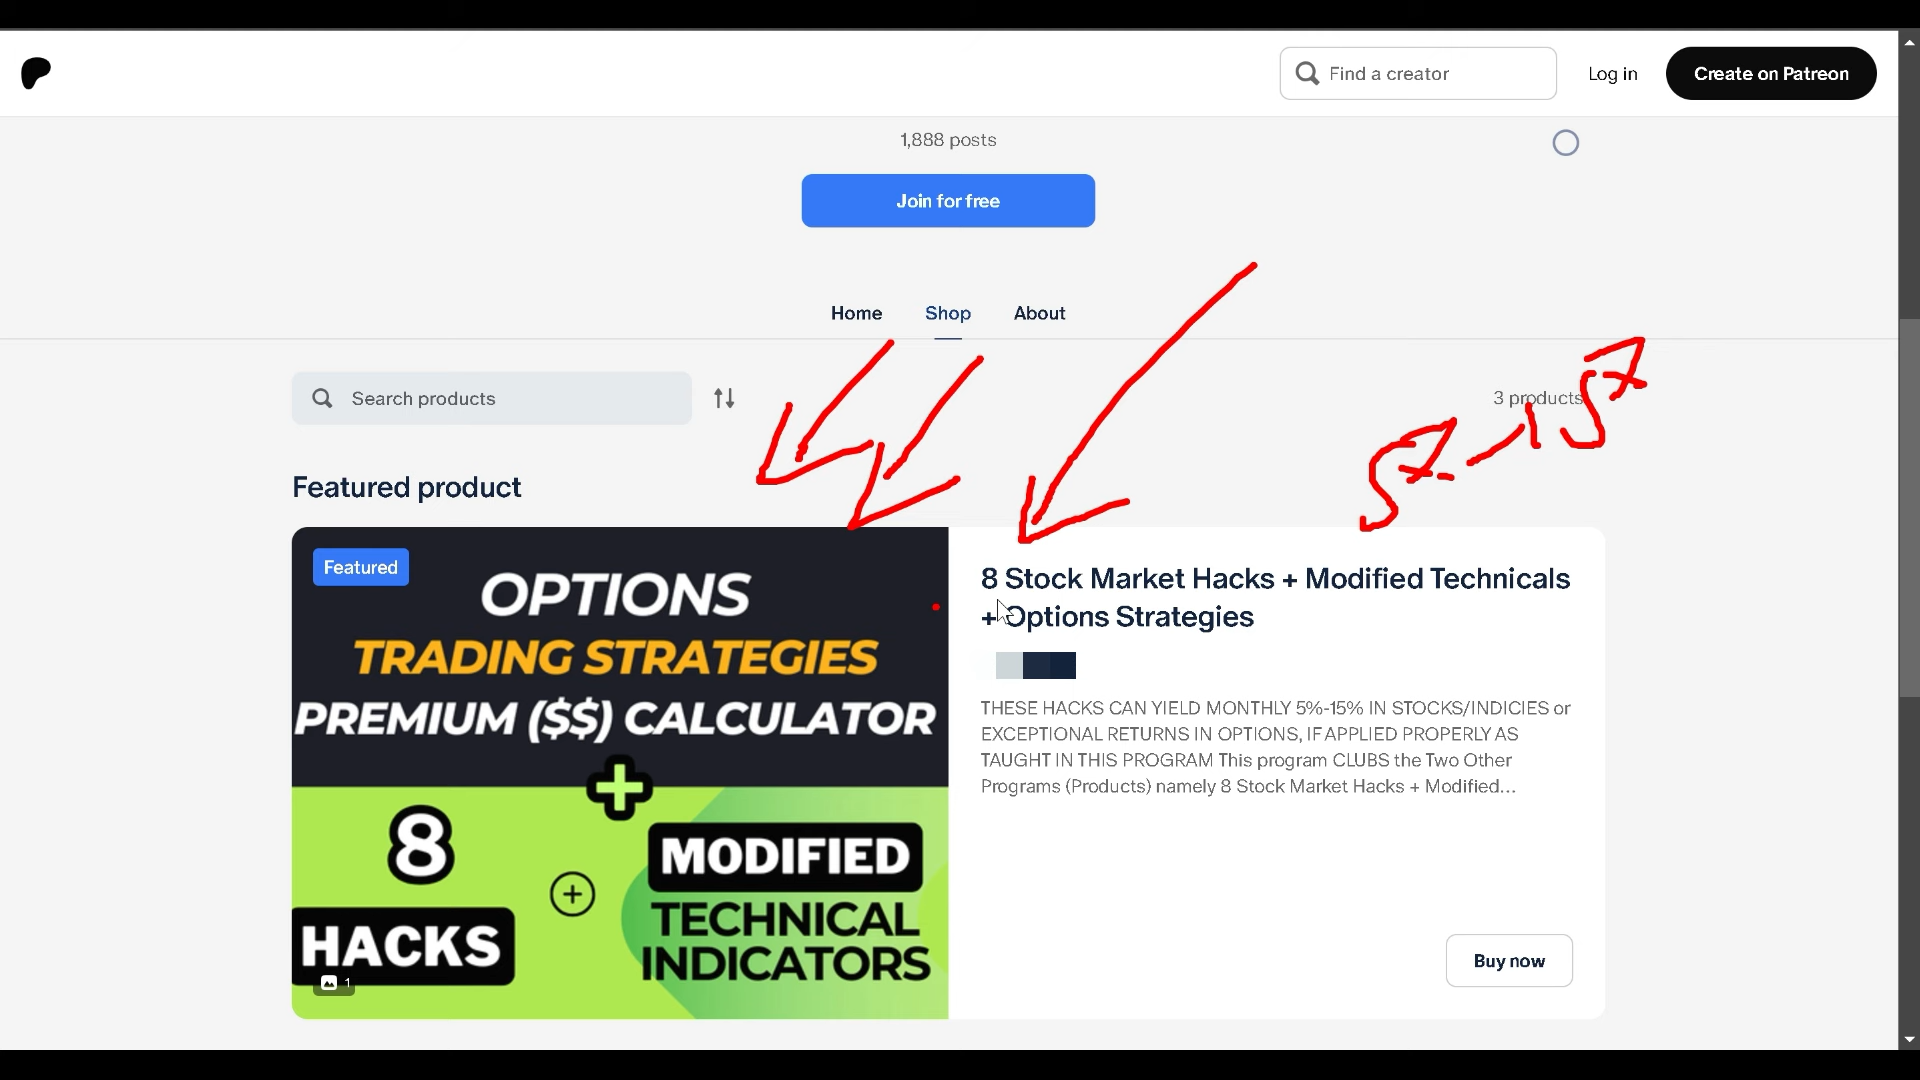 Find a creator
Log in
Create on Patreon
1,888 posts
Join for free
Home
Shop
About
Search products
3 products
5% - 15%
Featured product
Featured
OPTIONS
TRADING STRATEGIES
PREMIUM ($$) CALCULATOR
8
HACKS
MODIFIED
TECHNICAL
INDICATORS
1
8 Stock Market Hacks + Modified Technicals
+ Options Strategies
THESE HACKS CAN YIELD MONTHLY 5%-15% IN STOCKS/INDICIES or
EXCEPTIONAL RETURNS IN OPTIONS, IF APPLIED PROPERLY AS
TAUGHT IN THIS PROGRAM This program CLUBS the Two Other
Programs (Products) namely 8 Stock Market Hacks + Modified...
Buy now